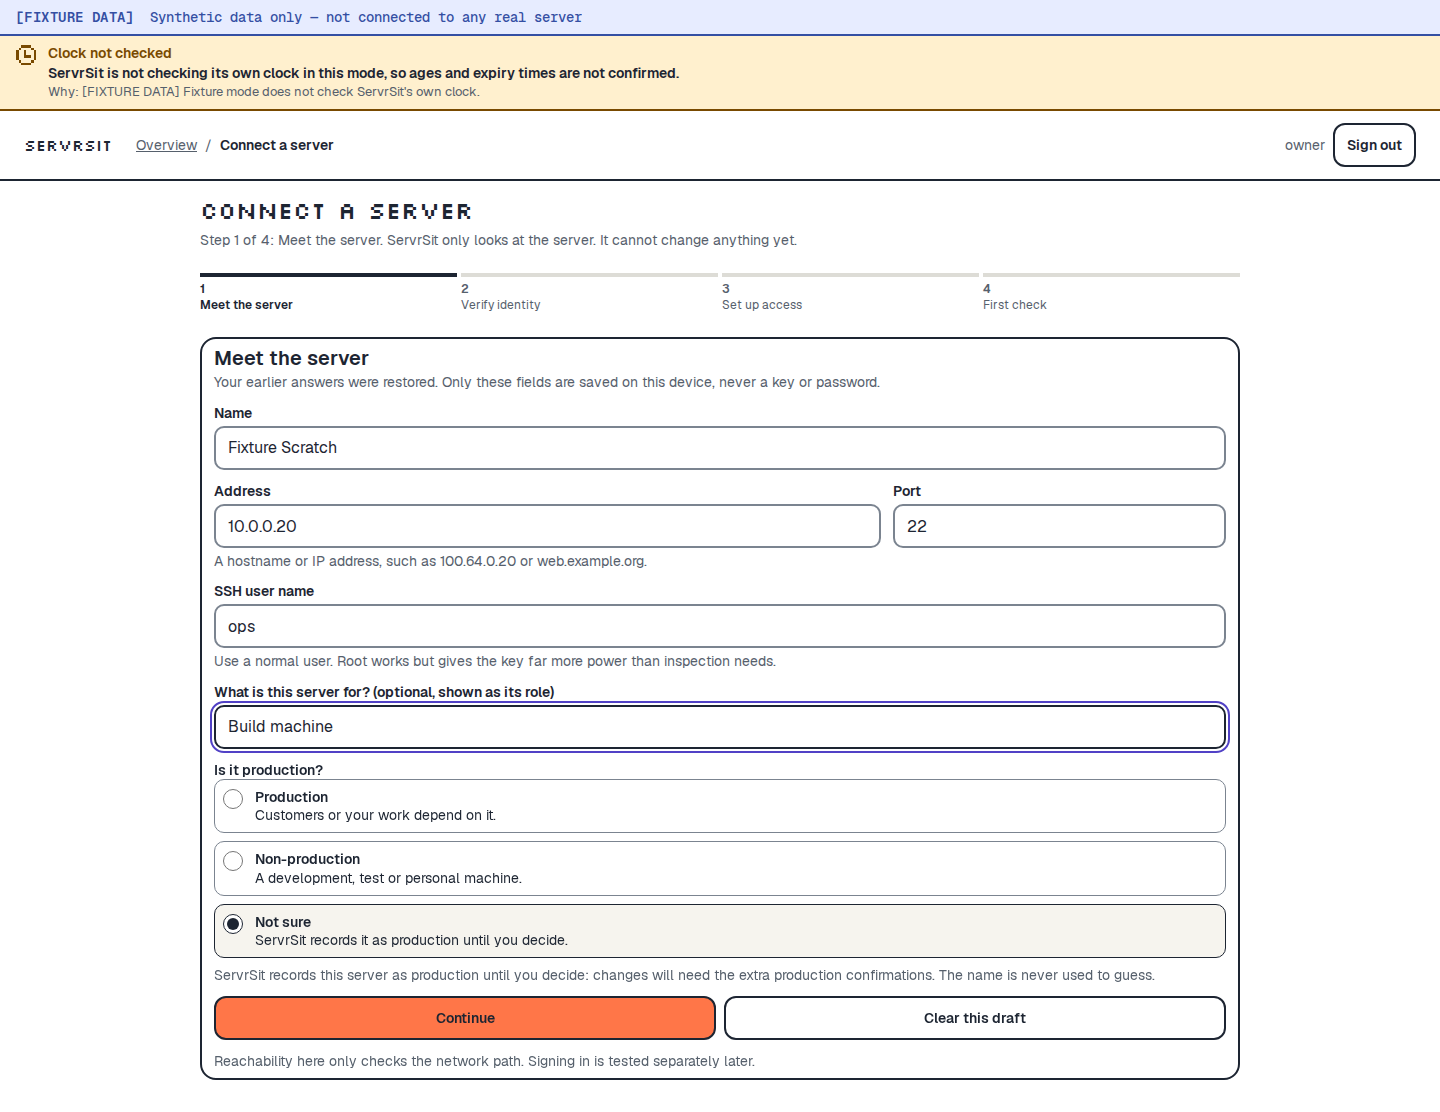 [FIXTURE DATA] Synthetic data only — not connected to any real server
Clock not checked
ServrSit is not checking its own clock in this mode, so ages and expiry times are not confirmed.
Why: [FIXTURE DATA] Fixture mode does not check ServrSit's own clock.
SERVRSIT
Overview / Connect a server
owner
Sign out
CONNECT A SERVER
Step 1 of 4: Meet the server. ServrSit only looks at the server. It cannot change anything yet.
1
Meet the server
2
Verify identity
3
Set up access
4
First check
Meet the server
Your earlier answers were restored. Only these fields are saved on this device, never a key or password.
Name
Fixture Scratch
Address
10.0.0.20
Port
22
A hostname or IP address, such as 100.64.0.20 or web.example.org.
SSH user name
ops
Use a normal user. Root works but gives the key far more power than inspection needs.
What is this server for? (optional, shown as its role)
Build machine
Is it production?
Production
Customers or your work depend on it.
Non-production
A development, test or personal machine.
Not sure
ServrSit records it as production until you decide.
ServrSit records this server as production until you decide: changes will need the extra production confirmations. The name is never used to guess.
Continue
Clear this draft
Reachability here only checks the network path. Signing in is tested separately later.